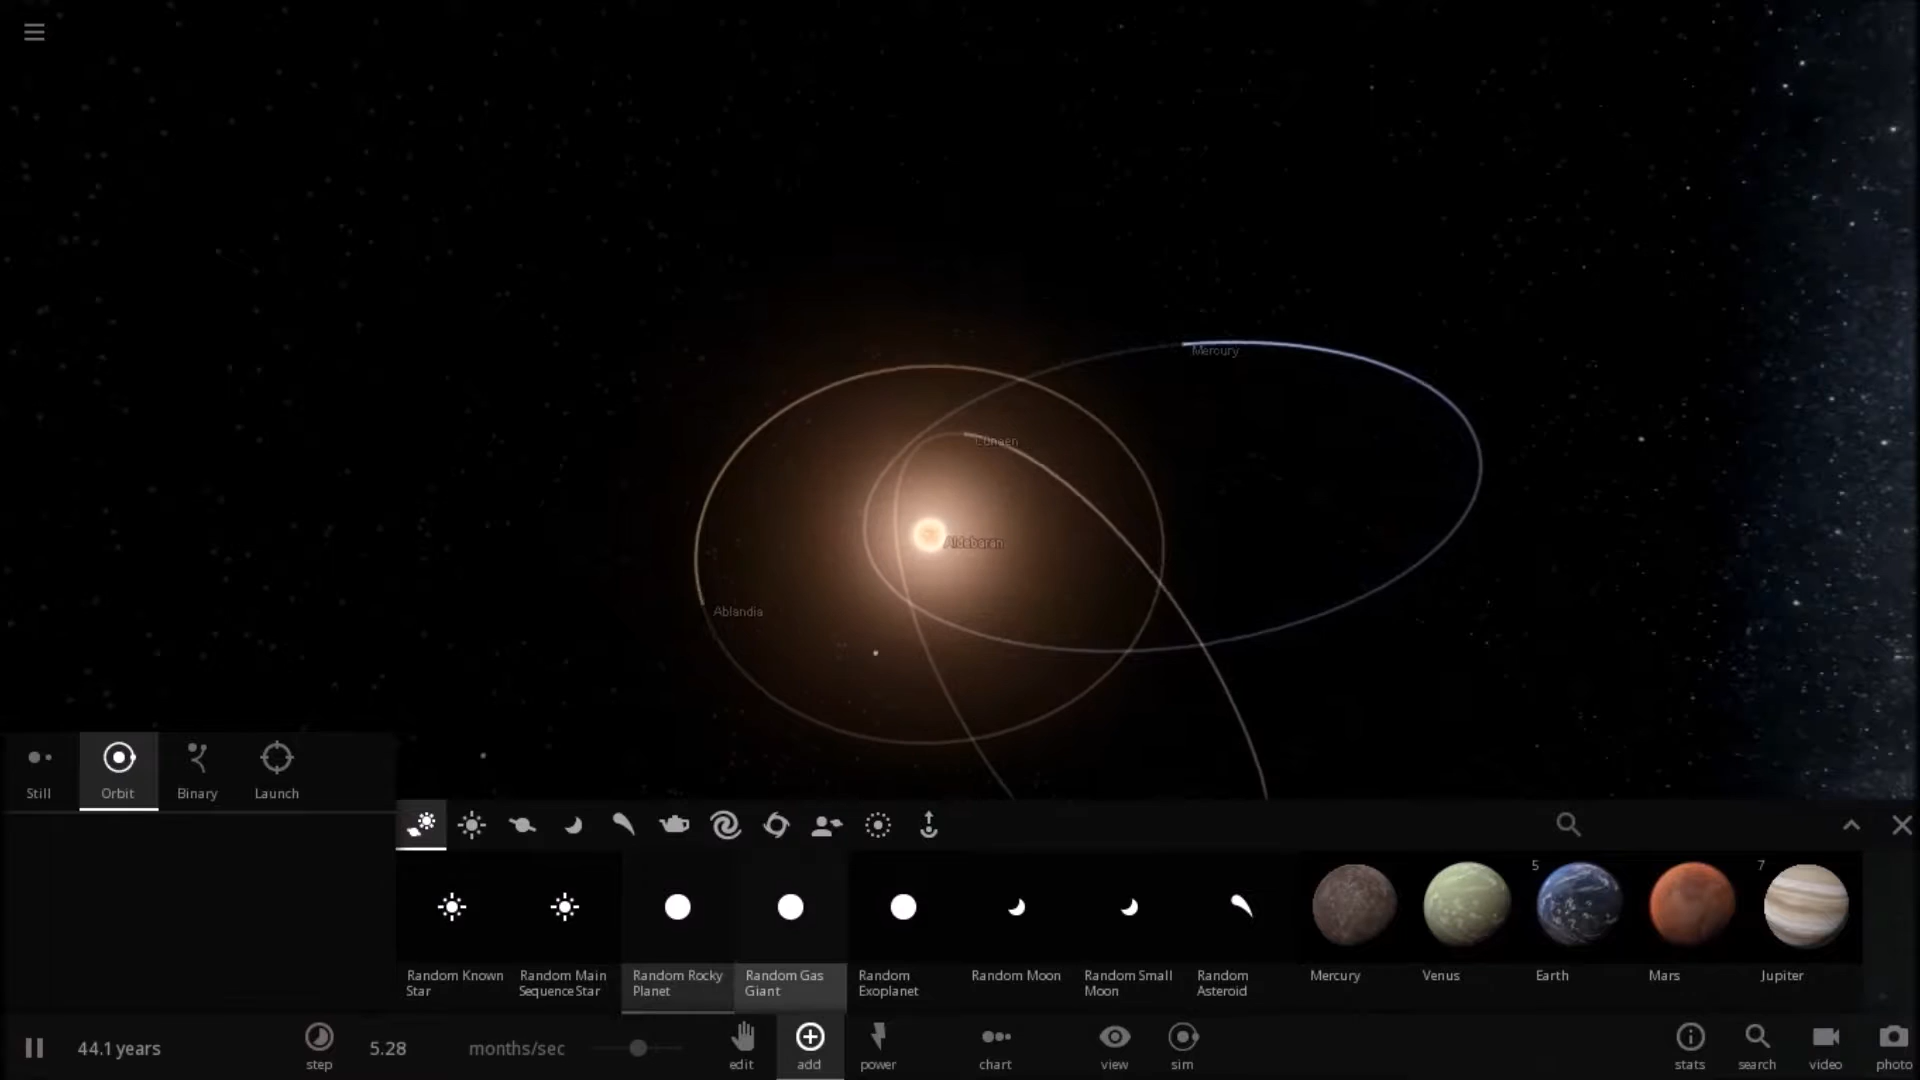 Mercury
Lunaen
Aldebaran
Ablandia
Still
Orbit
Binary
Launch
5
7
Random Known
Star
Random Main
Sequence Star
Random Rocky
Planet
Random Gas
Giant
Random
Exoplanet
Random Moon
Random Small
Moon
Random
Asteroid
Mercury
Venus
Earth
Mars
Jupiter
44.1 years
step
5.28
months/sec
edit
add
power
chart
view
sim
stats
search
video
photo